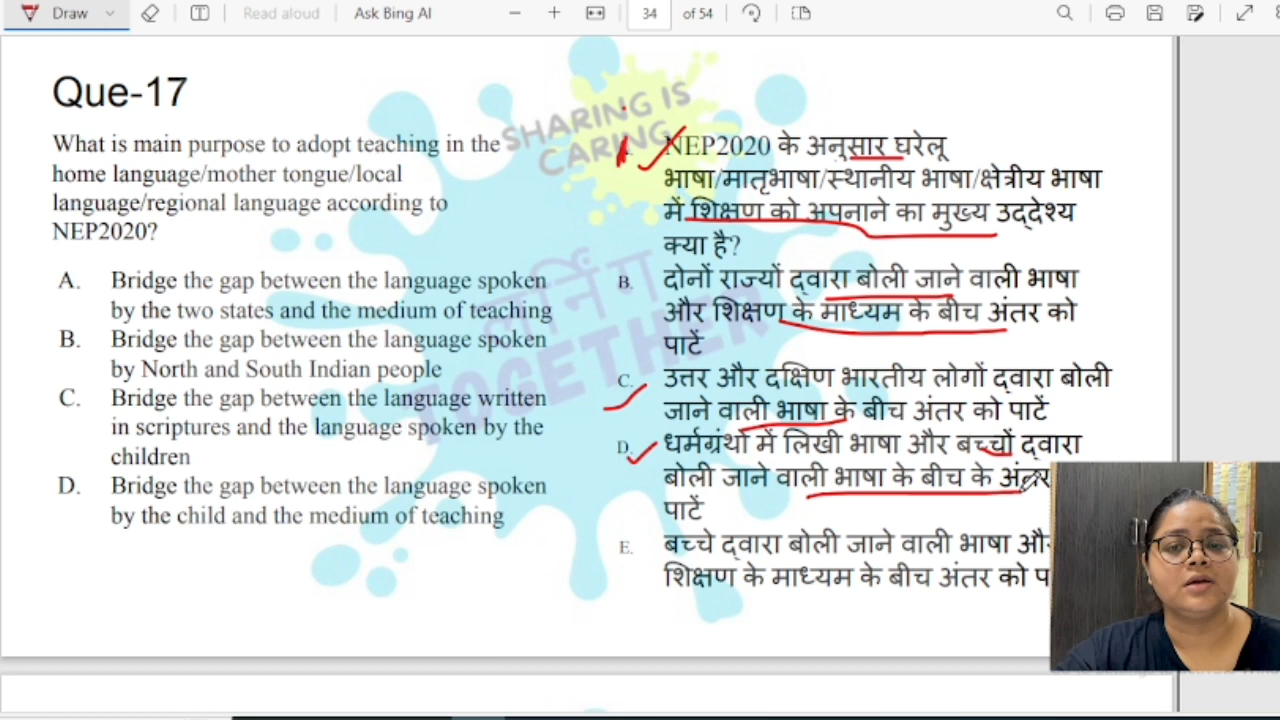 Draw
Read aloud
Ask Bing AI
34
of 54
Que-17
What is main purpose to adopt teaching in the
home language/mother tongue/local
language/regional language according to
NEP2020?
A. Bridge the gap between the language spoken
by the two states and the medium of teaching
B. Bridge the gap between the language spoken
by North and South Indian people
C. Bridge the gap between the language written
in scriptures and the language spoken by the
children
D. Bridge the gap between the language spoken
by the child and the medium of teaching
SHARING IS
CARING
लर्निंग
TOGETHER
NEP2020 के अनुसार घरेलू
भाषा/मातृभाषा/स्थानीय भाषा/क्षेत्रीय भाषा
में शिक्षण को अपनाने का मुख्य उद्देश्य
क्या है?
B. दोनों राज्यों द्वारा बोली जाने वाली भाषा
और शिक्षण के माध्यम के बीच अंतर को
पाटें
C. उत्तर और दक्षिण भारतीय लोगों द्वारा बोली
जाने वाली भाषा के बीच अंतर को पाटें
D. धर्मग्रंथों में लिखी भाषा और बच्चों द्वारा
बोली जाने वाली भाषा के बीच के अंतर
पाटें
E. बच्चे द्वारा बोली जाने वाली भाषा
शिक्षण के माध्यम के बीच अंतर को